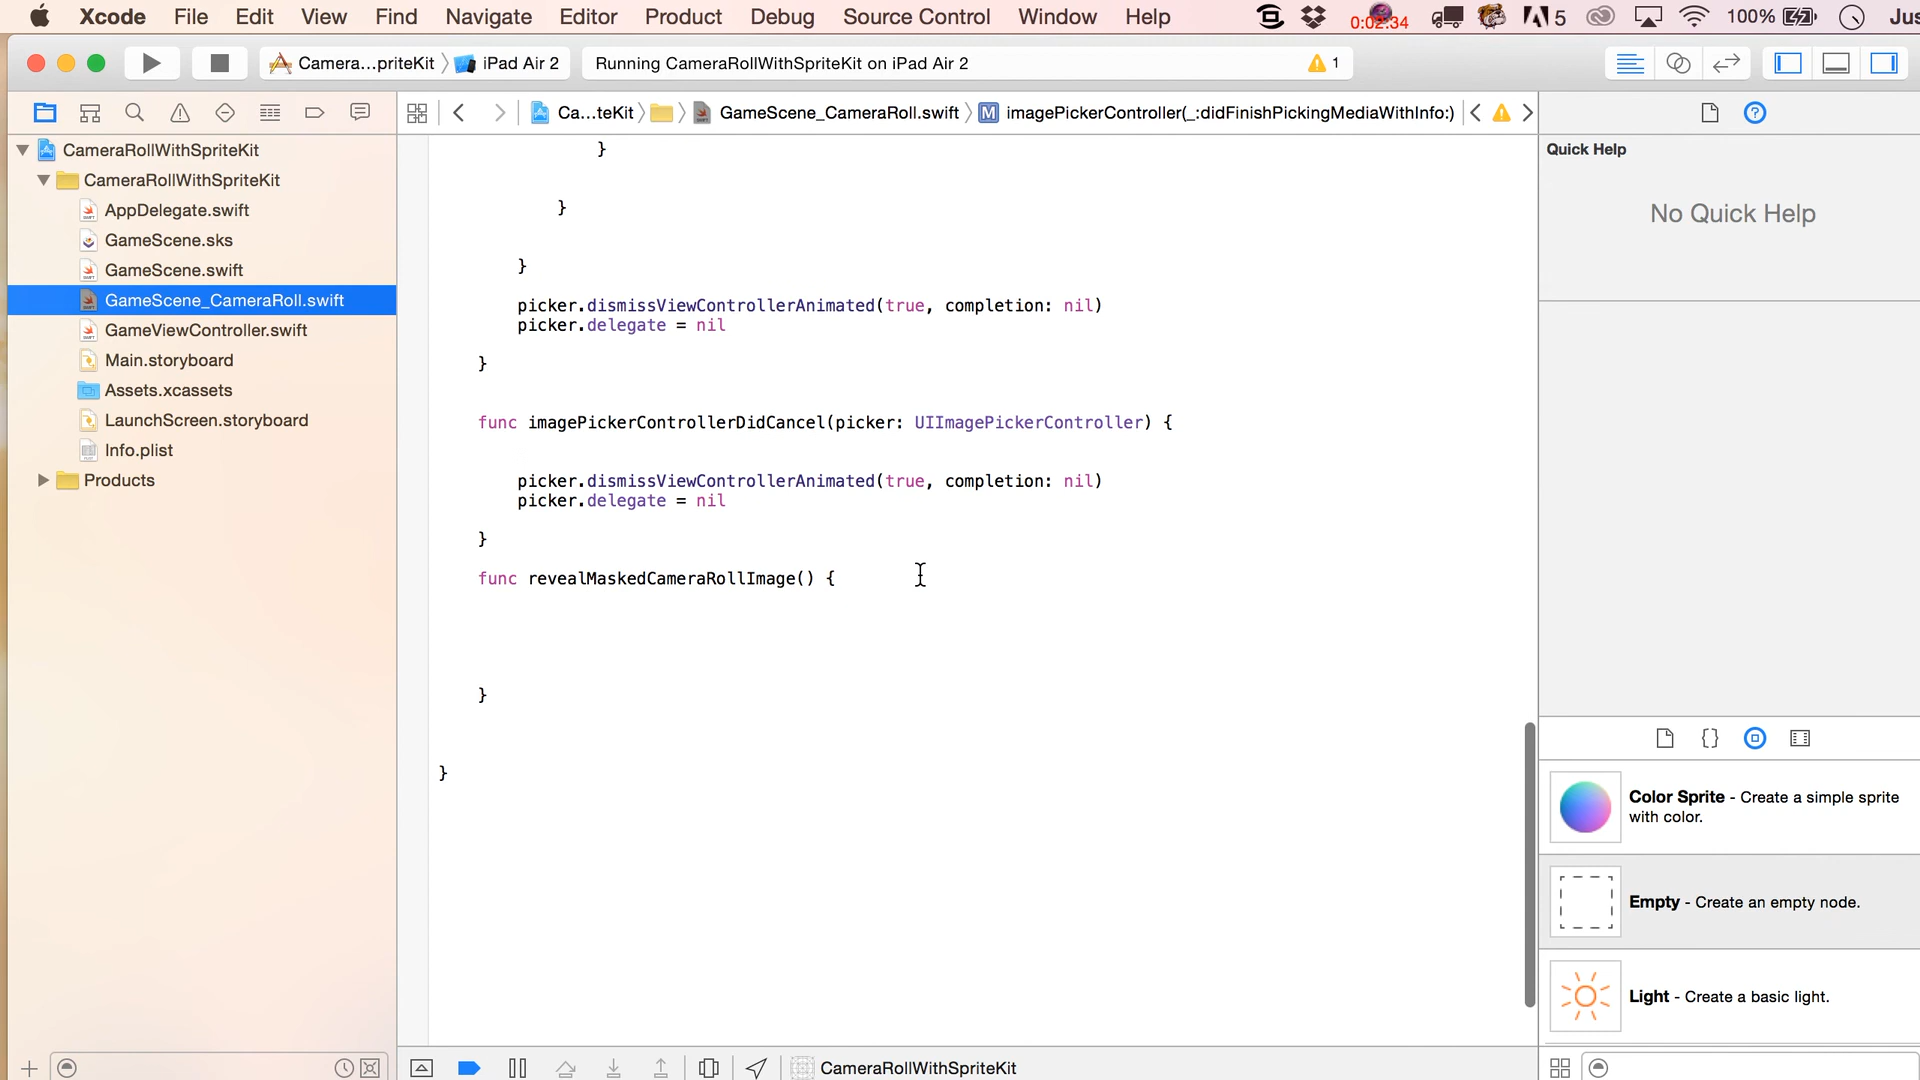 Xcode File Edit View Find Navigate Editor Product Debug Source Control Window Help 0:02:34 5 100% Jus
Camera...priteKit iPad Air 2 Running CameraRollWithSpriteKit on iPad Air 2 1
Ca...teKit GameScene_CameraRoll.swift M imagePickerController(_:didFinishPickingMediaWithInfo:)
CameraRollWithSpriteKit
CameraRollWithSpriteKit
AppDelegate.swift
GameScene.sks
GameScene.swift
GameScene_CameraRoll.swift
GameViewController.swift
Main.storyboard
Assets.xcassets
LaunchScreen.storyboard
Info.plist
Products
}
}
}
picker.dismissViewControllerAnimated(true, completion: nil)
picker.delegate = nil
}
func imagePickerControllerDidCancel(picker: UIImagePickerController) {
picker.dismissViewControllerAnimated(true, completion: nil)
picker.delegate = nil
}
func revealMaskedCameraRollImage() {
}
}
Quick Help
No Quick Help
{}
Color Sprite - Create a simple sprite
with color.
Empty - Create an empty node.
Light - Create a basic light.
CameraRollWithSpriteKit